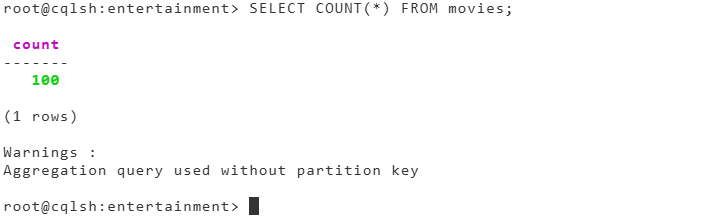 root@cqlsh:entertainment> SELECT COUNT(*) FROM movies;
count
-------
100
(1 rows)
Warnings :
Aggregation query used without partition key
root@cqlsh:entertainment>